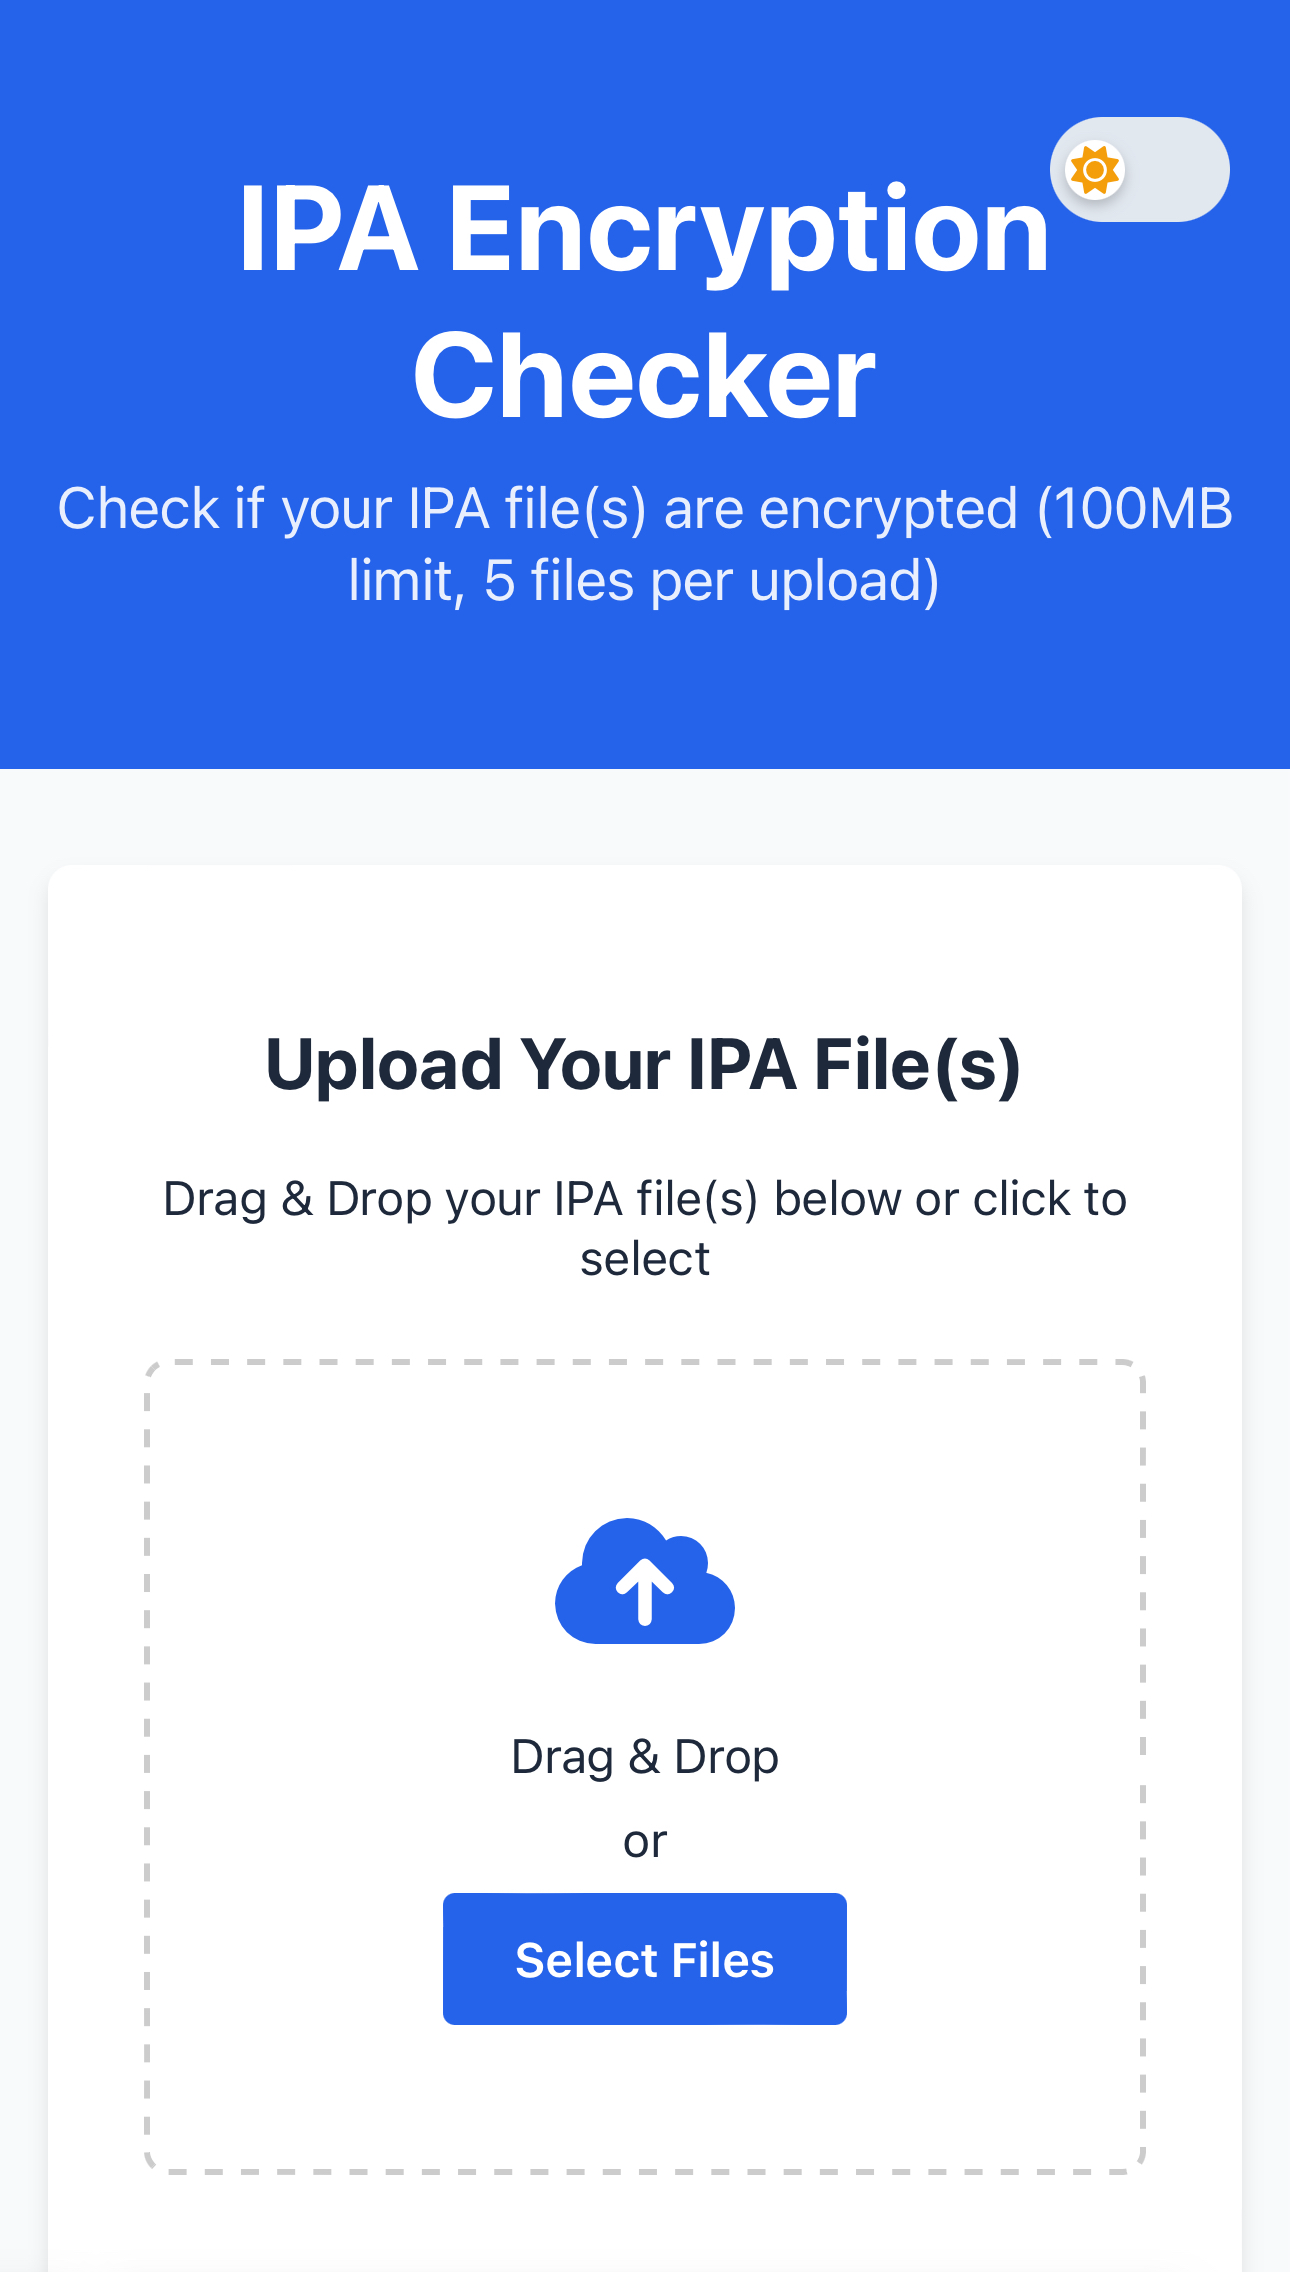 IPA Encryption
Checker
Check if your IPA file(s) are encrypted (100MB
limit, 5 files per upload)
Upload Your IPA File(s)
Drag & Drop your IPA file(s) below or click to
select
Drag & Drop
or
Select Files